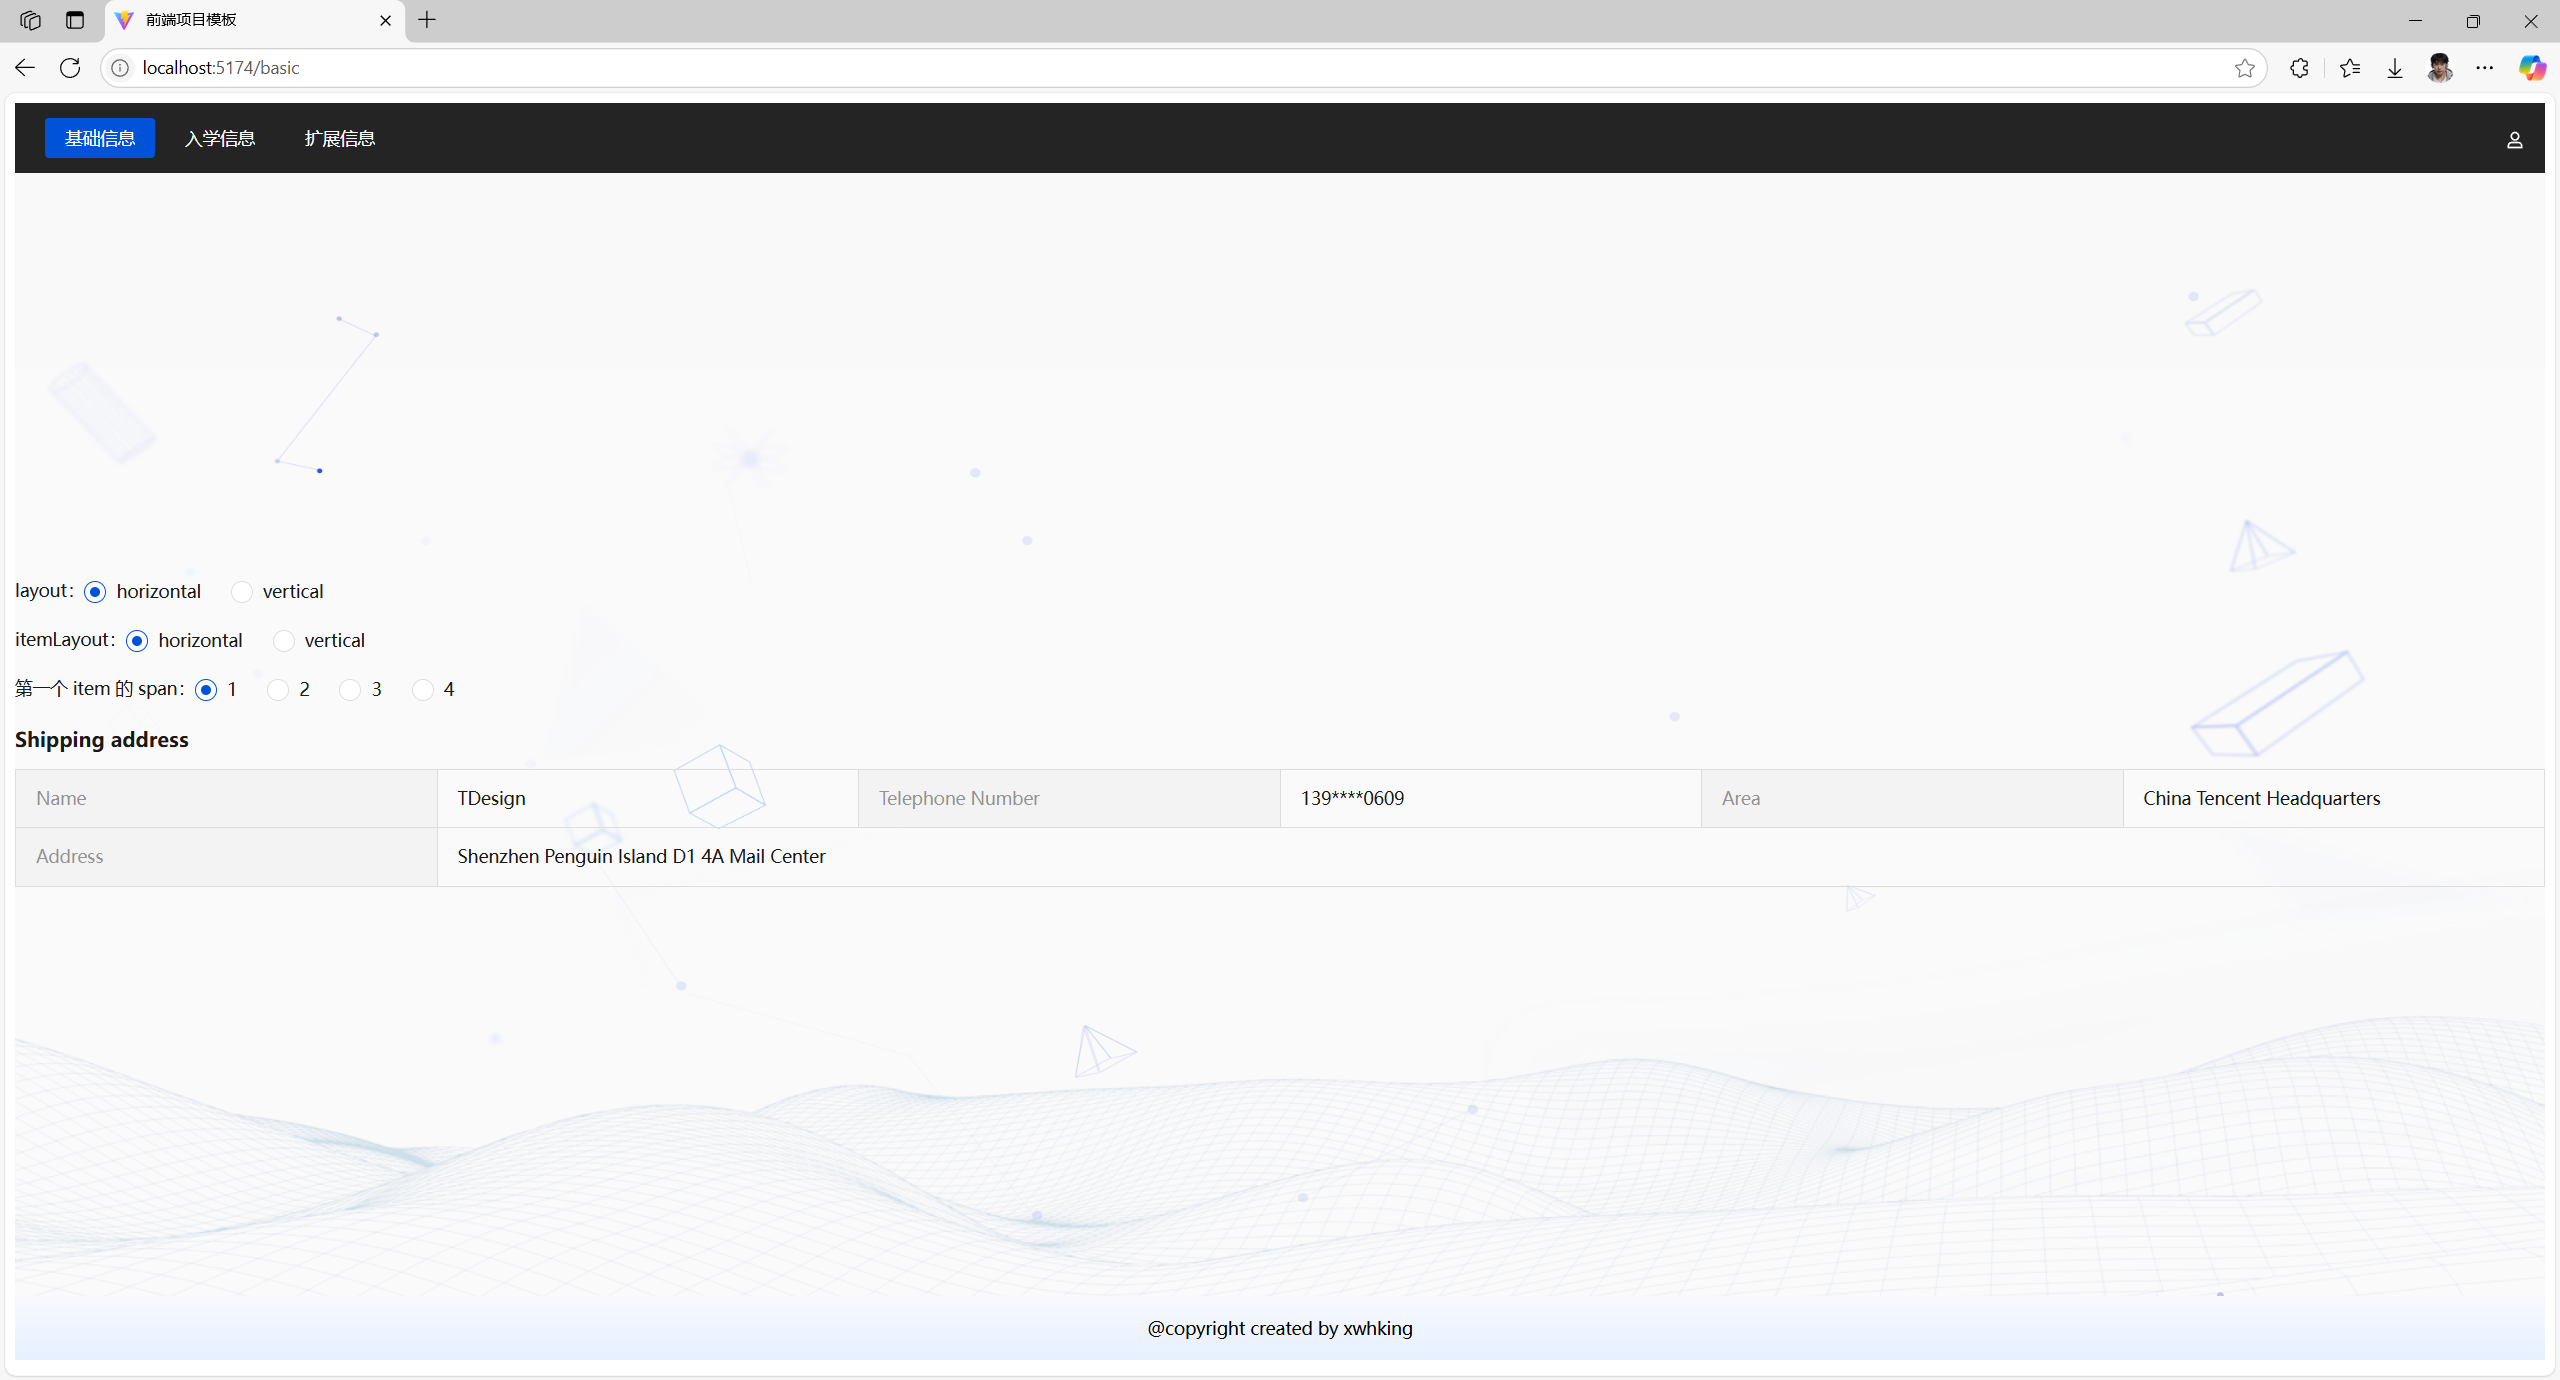 前端项目模板
localhost:5174/basic
基础信息 入学信息 扩展信息
layout： horizontal vertical
itemLayout： horizontal vertical
第一个 item 的 span： 1 2 3 4
Shipping address
Name TDesign Telephone Number 139****0609 Area China Tencent Headquarters
Address Shenzhen Penguin Island D1 4A Mail Center
@copyright created by xwhking